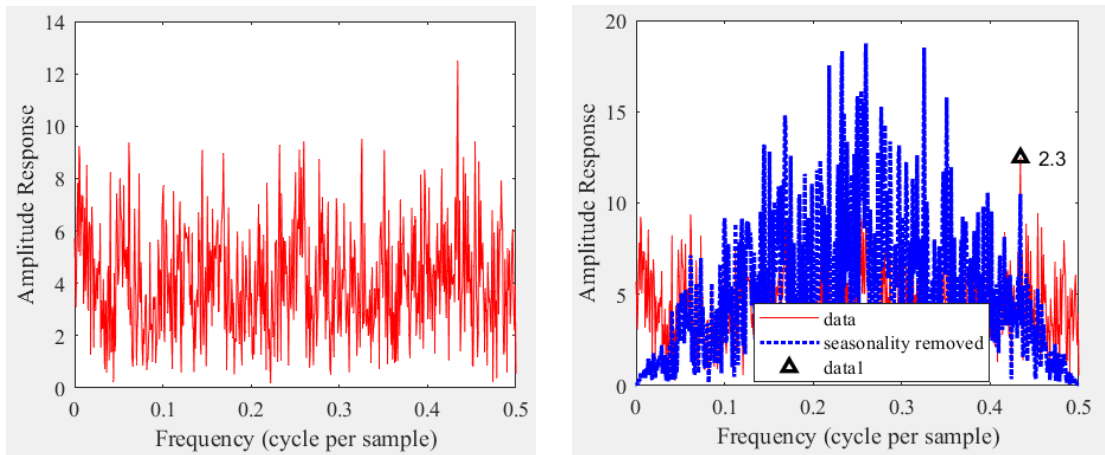 14
12
10
8
6
4
2
0
0 0.1 0.2 0.3 0.4 0.5
Amplitude Response
Frequency (cycle per sample)
20
15
10
5
0
0 0.1 0.2 0.3 0.4 0.5
Amplitude Response
Frequency (cycle per sample)
2.3
data
seasonality removed
data1